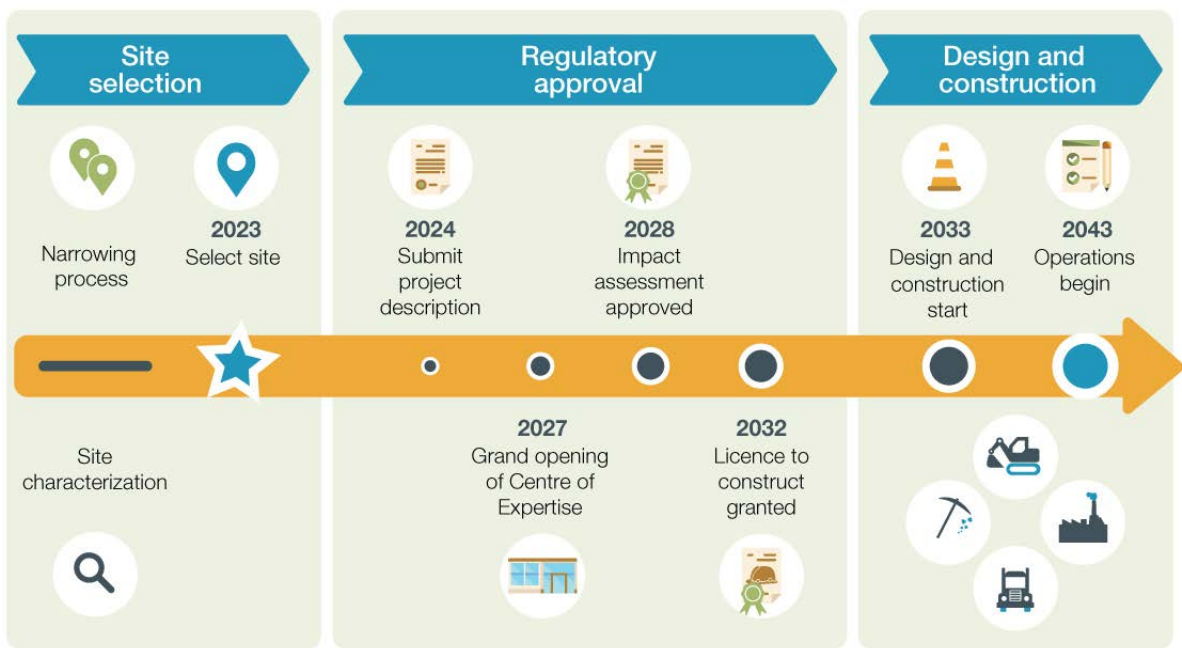 Site
selection
Narrowing
process
2023
Select site
Site
characterization
Regulatory
approval
2024
Submit
project
description
2028
Impact
assessment
approved
2027
Grand opening
of Centre of
Expertise
2032
Licence to
construct
granted
Design and
construction
2033
Design and
construction
start
2043
Operations
begin